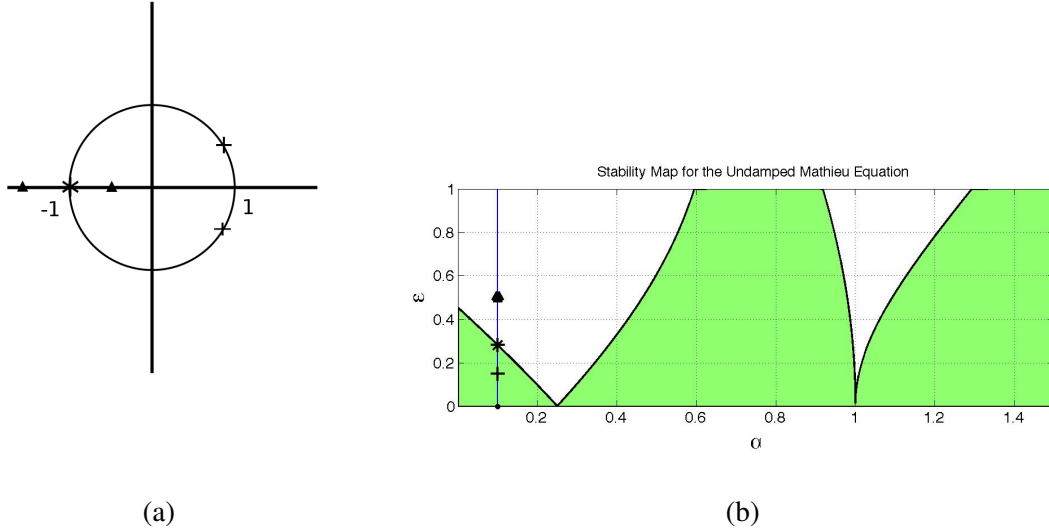 -1
1
Stability Map for the Undamped Mathieu Equation
1
0.8
0.6
0.4
0.2
0
ε
0.2 0.4 0.6 0.8 1 1.2 1.4
α
(a) (b)